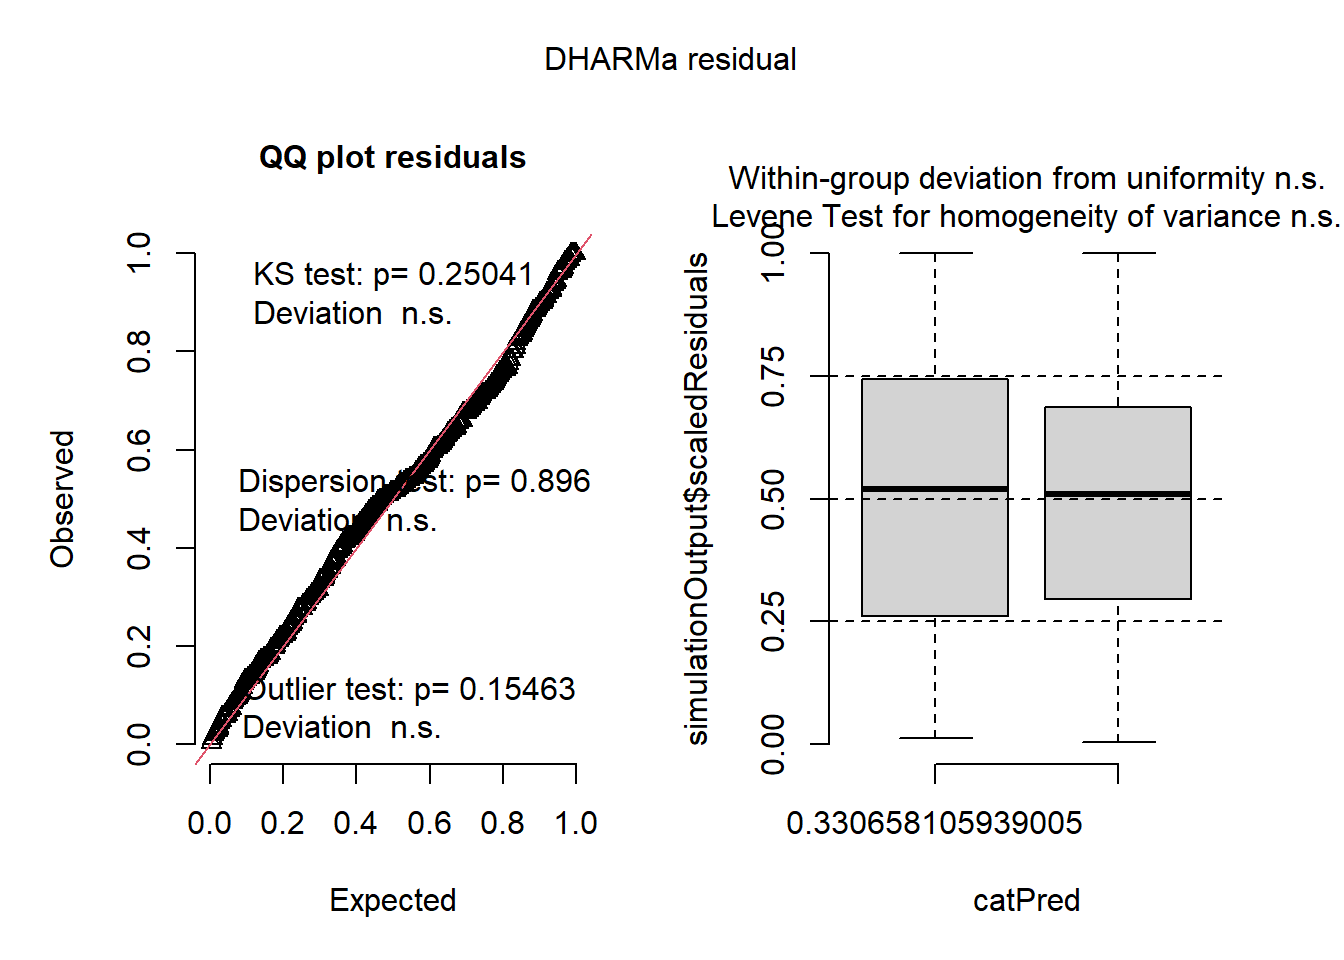 DHARMa residual
QQ plot residuals
KS test: p= 0.25041
Deviation  n.s.
Dispersion test: p= 0.896
Deviation  n.s.
Outlier test: p= 0.15463
Deviation  n.s.
Observed
0.0
0.2
0.4
0.6
0.8
1.0
0.0 0.2 0.4 0.6 0.8 1.0
Expected
Within-group deviation from uniformity n.s.
Levene Test for homogeneity of variance n.s.
simulationOutput$scaledResiduals
0.00
0.25
0.50
0.75
1.00
0.330658105939005
catPred